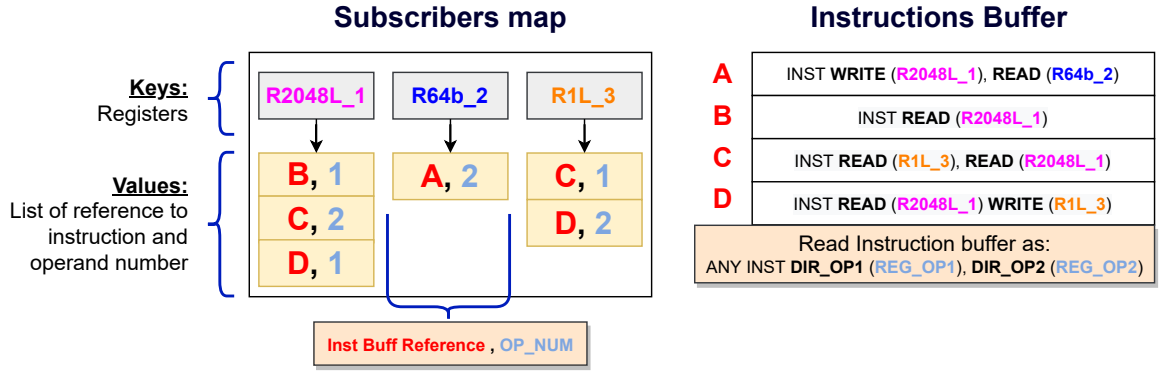 Subscribers map
Keys:
Registers
R2048L_1
R64b_2
R1L_3
Values:
List of reference to
instruction and
operand number
B, 1
A, 2
C, 1
C, 2
D, 2
D, 1
Inst Buff Reference , OP_NUM
Instructions Buffer
A
INST WRITE (R2048L_1), READ (R64b_2)
B
INST READ (R2048L_1)
C
INST READ (R1L_3), READ (R2048L_1)
D
INST READ (R2048L_1) WRITE (R1L_3)
Read Instruction buffer as:
ANY INST DIR_OP1 (REG_OP1), DIR_OP2 (REG_OP2)